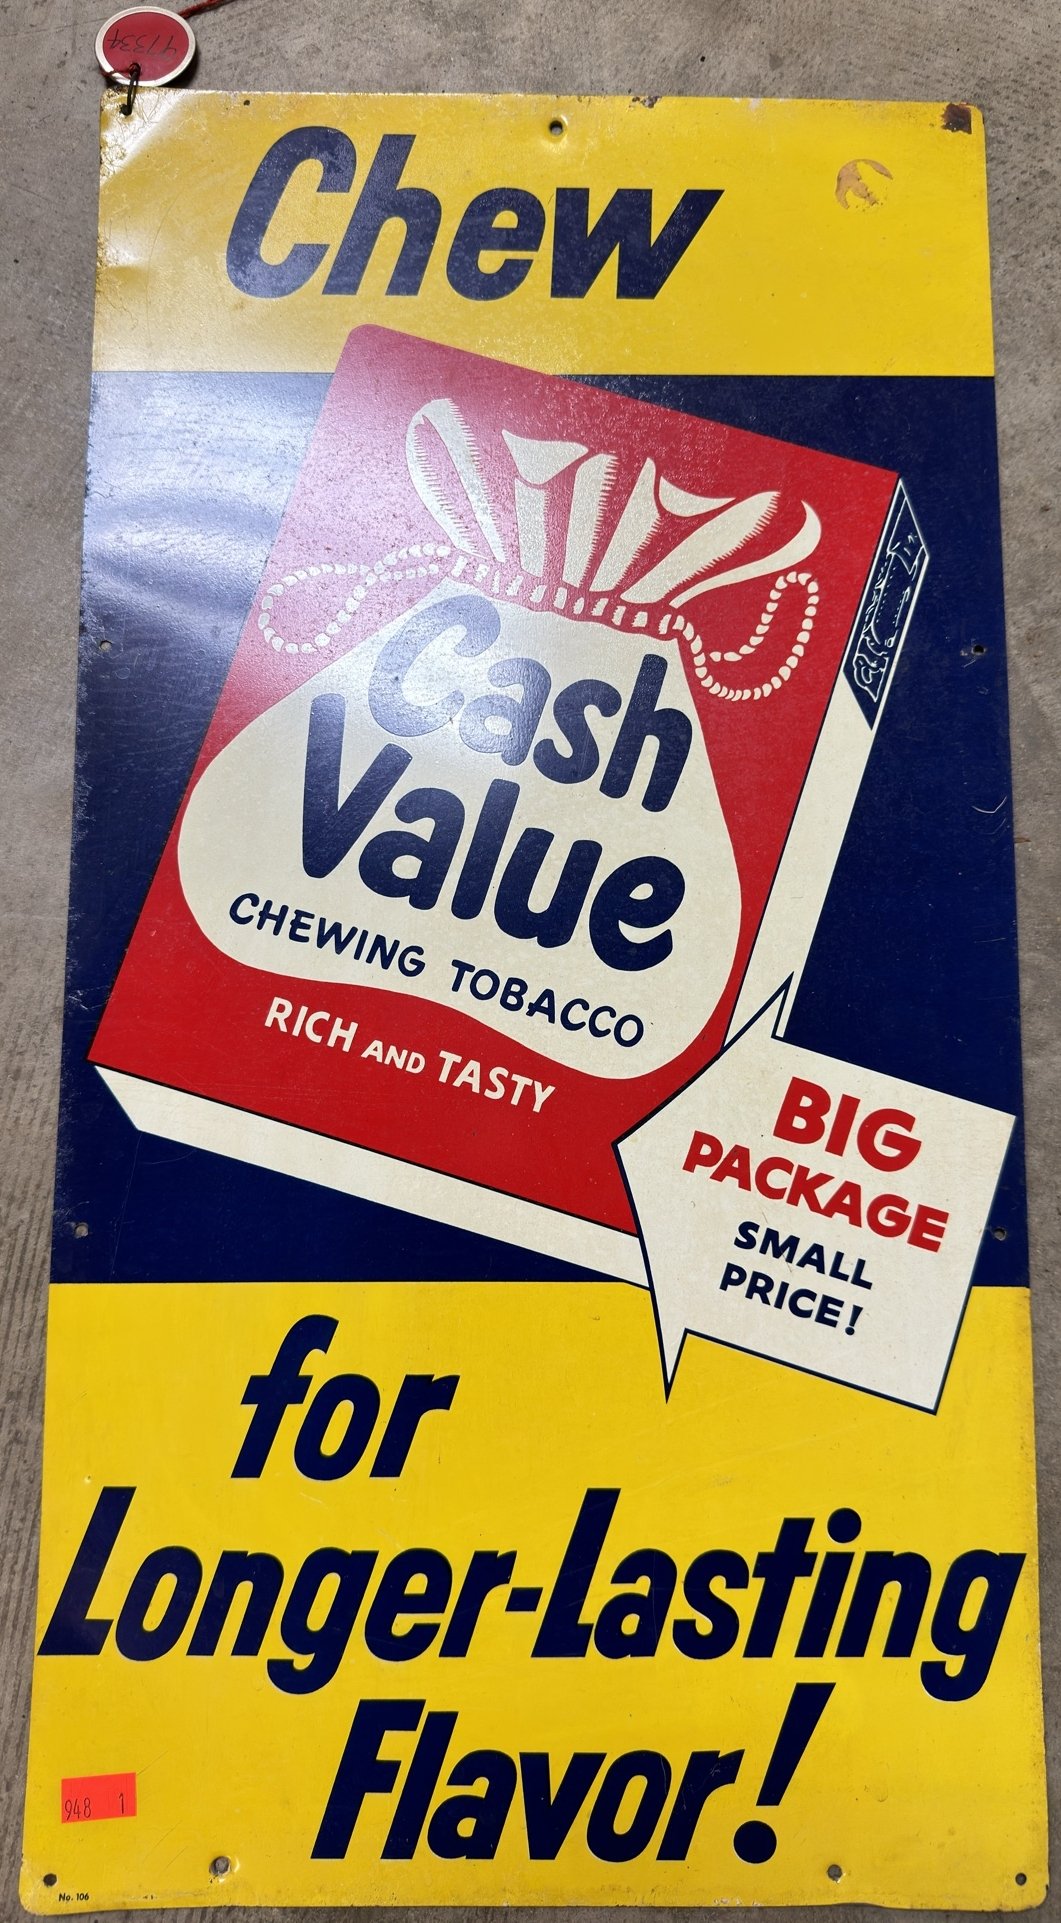 47334
Chew
Cash
Value
CHEWING TOBACCO
RICH AND TASTY
BIG
PACKAGE
SMALL
PRICE!
for
Longer-Lasting
Flavor!
948 1
No. 106